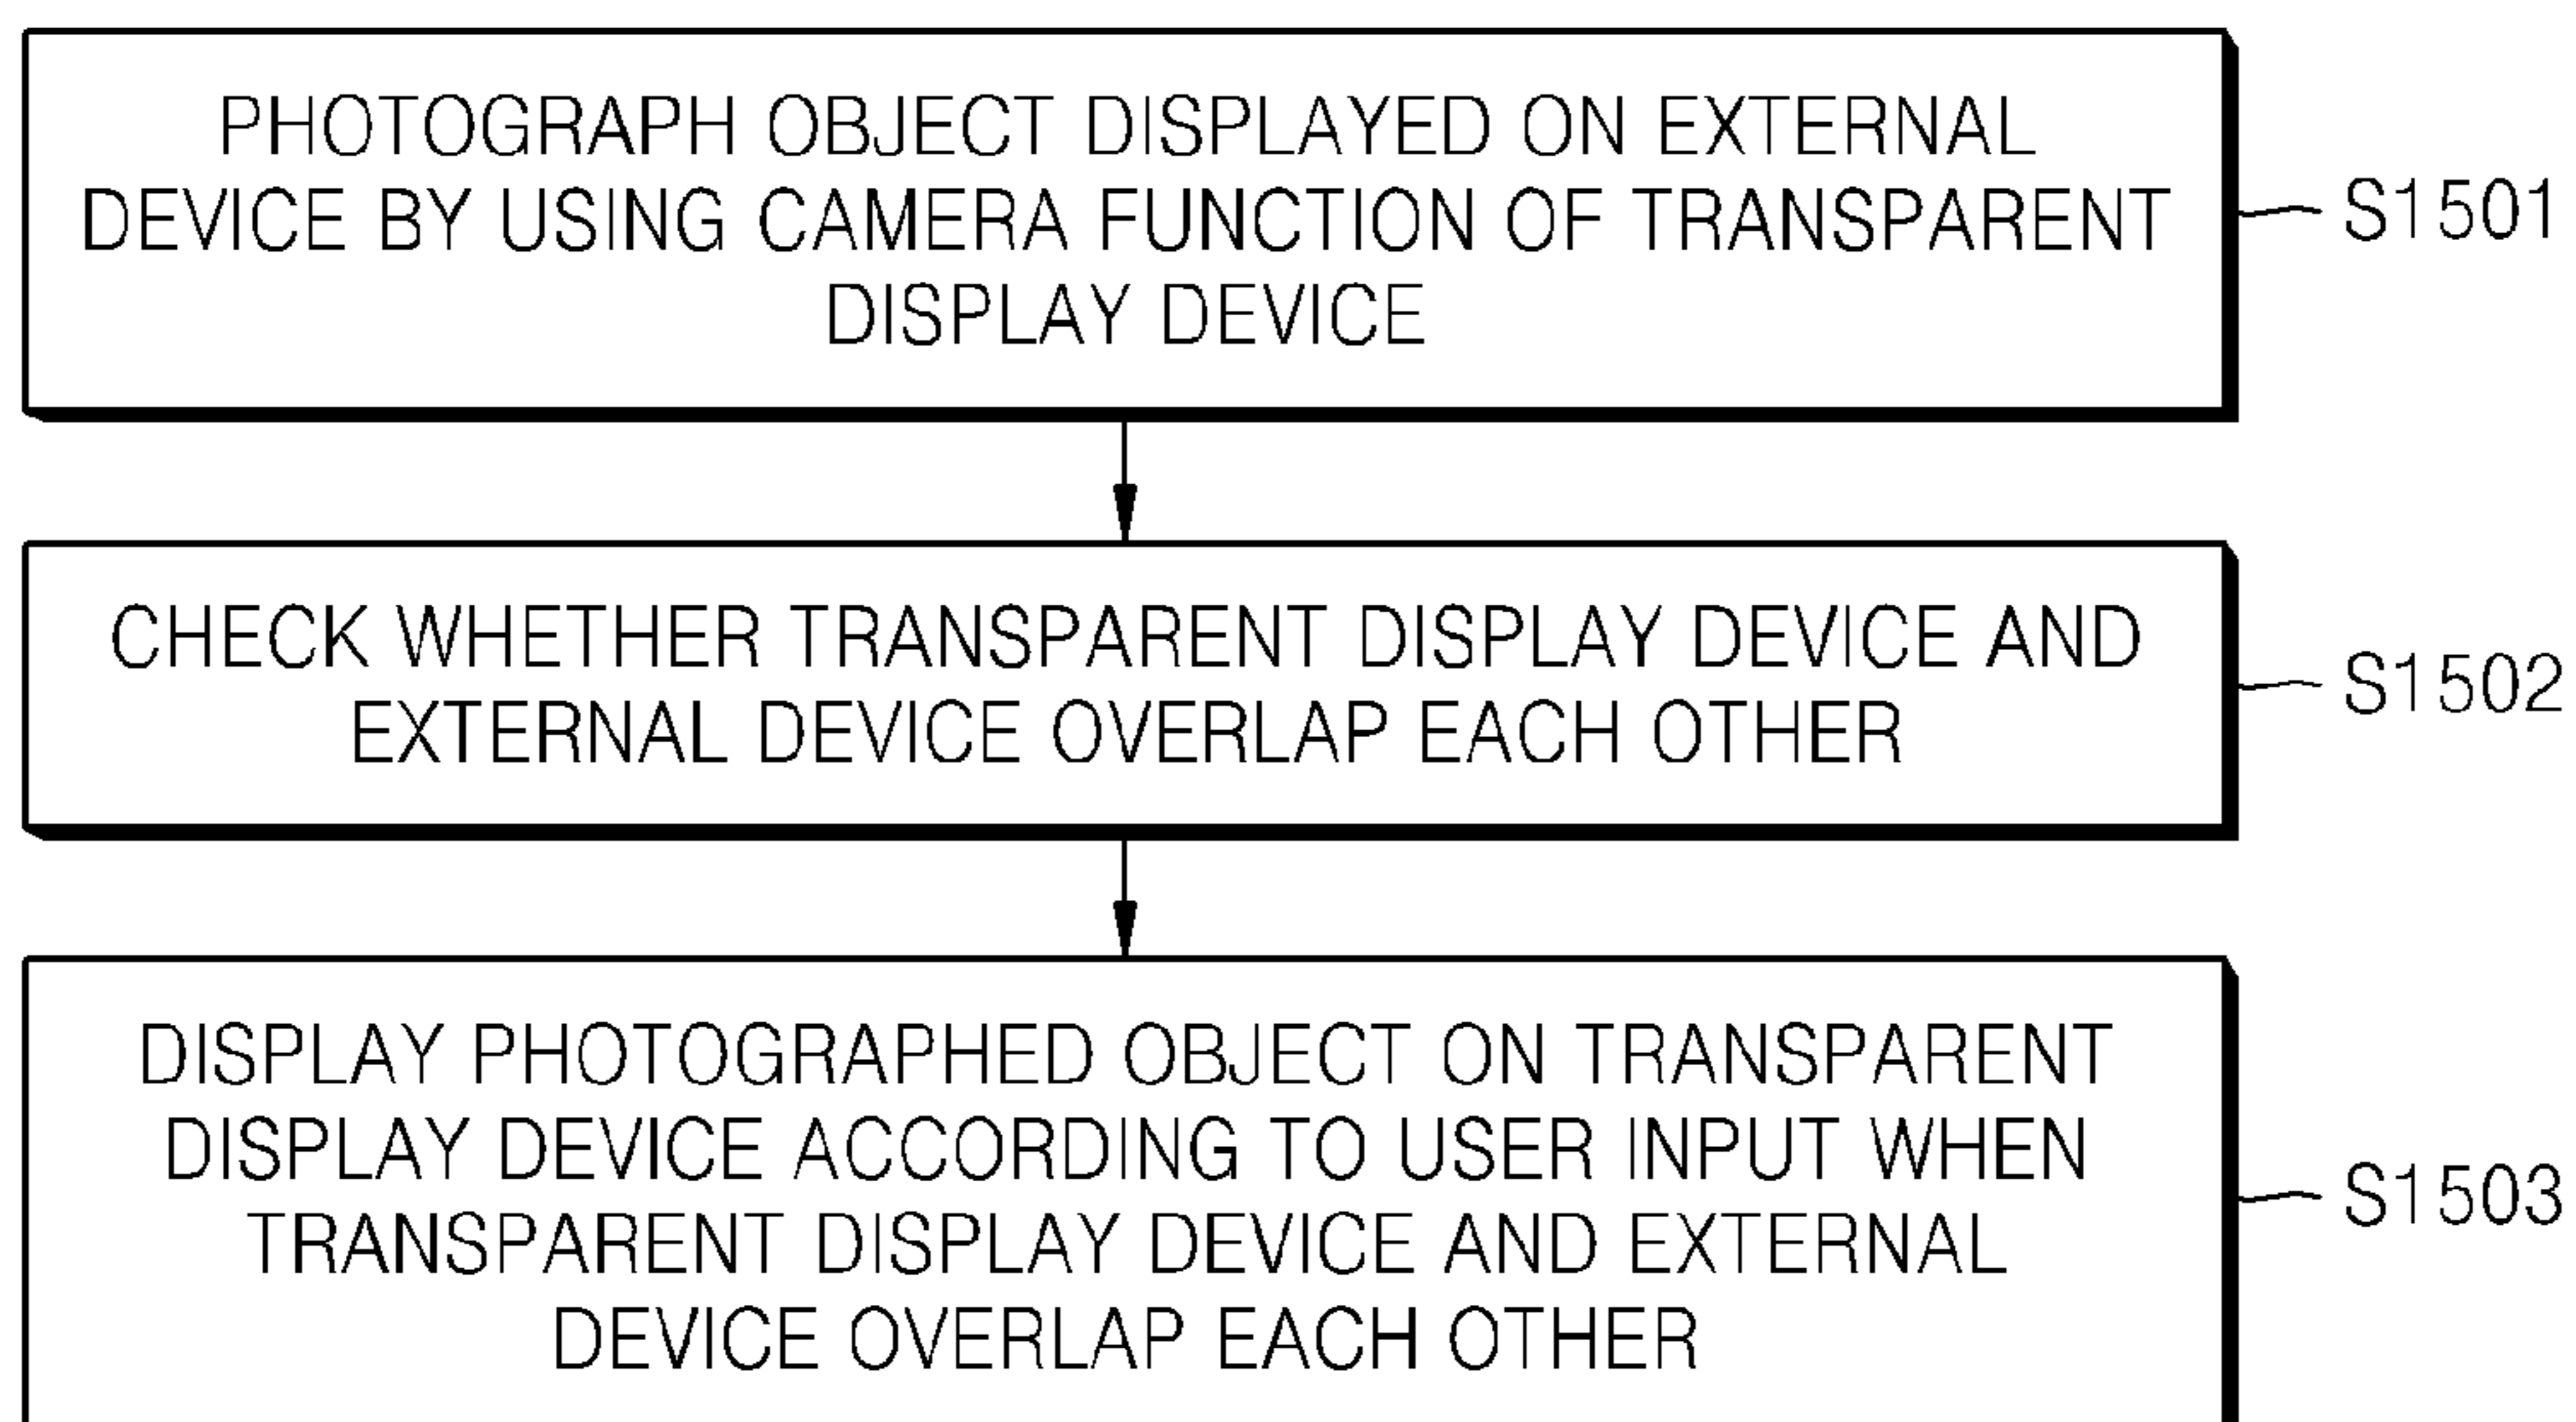 PHOTOGRAPH OBJECT DISPLAYED ON EXTERNAL
DEVICE BY USING CAMERA FUNCTION OF TRANSPARENT
DISPLAY DEVICE
S1501
CHECK WHETHER TRANSPARENT DISPLAY DEVICE AND
EXTERNAL DEVICE OVERLAP EACH OTHER
S1502
DISPLAY PHOTOGRAPHED OBJECT ON TRANSPARENT
DISPLAY DEVICE ACCORDING TO USER INPUT WHEN
TRANSPARENT DISPLAY DEVICE AND EXTERNAL
DEVICE OVERLAP EACH OTHER
S1503